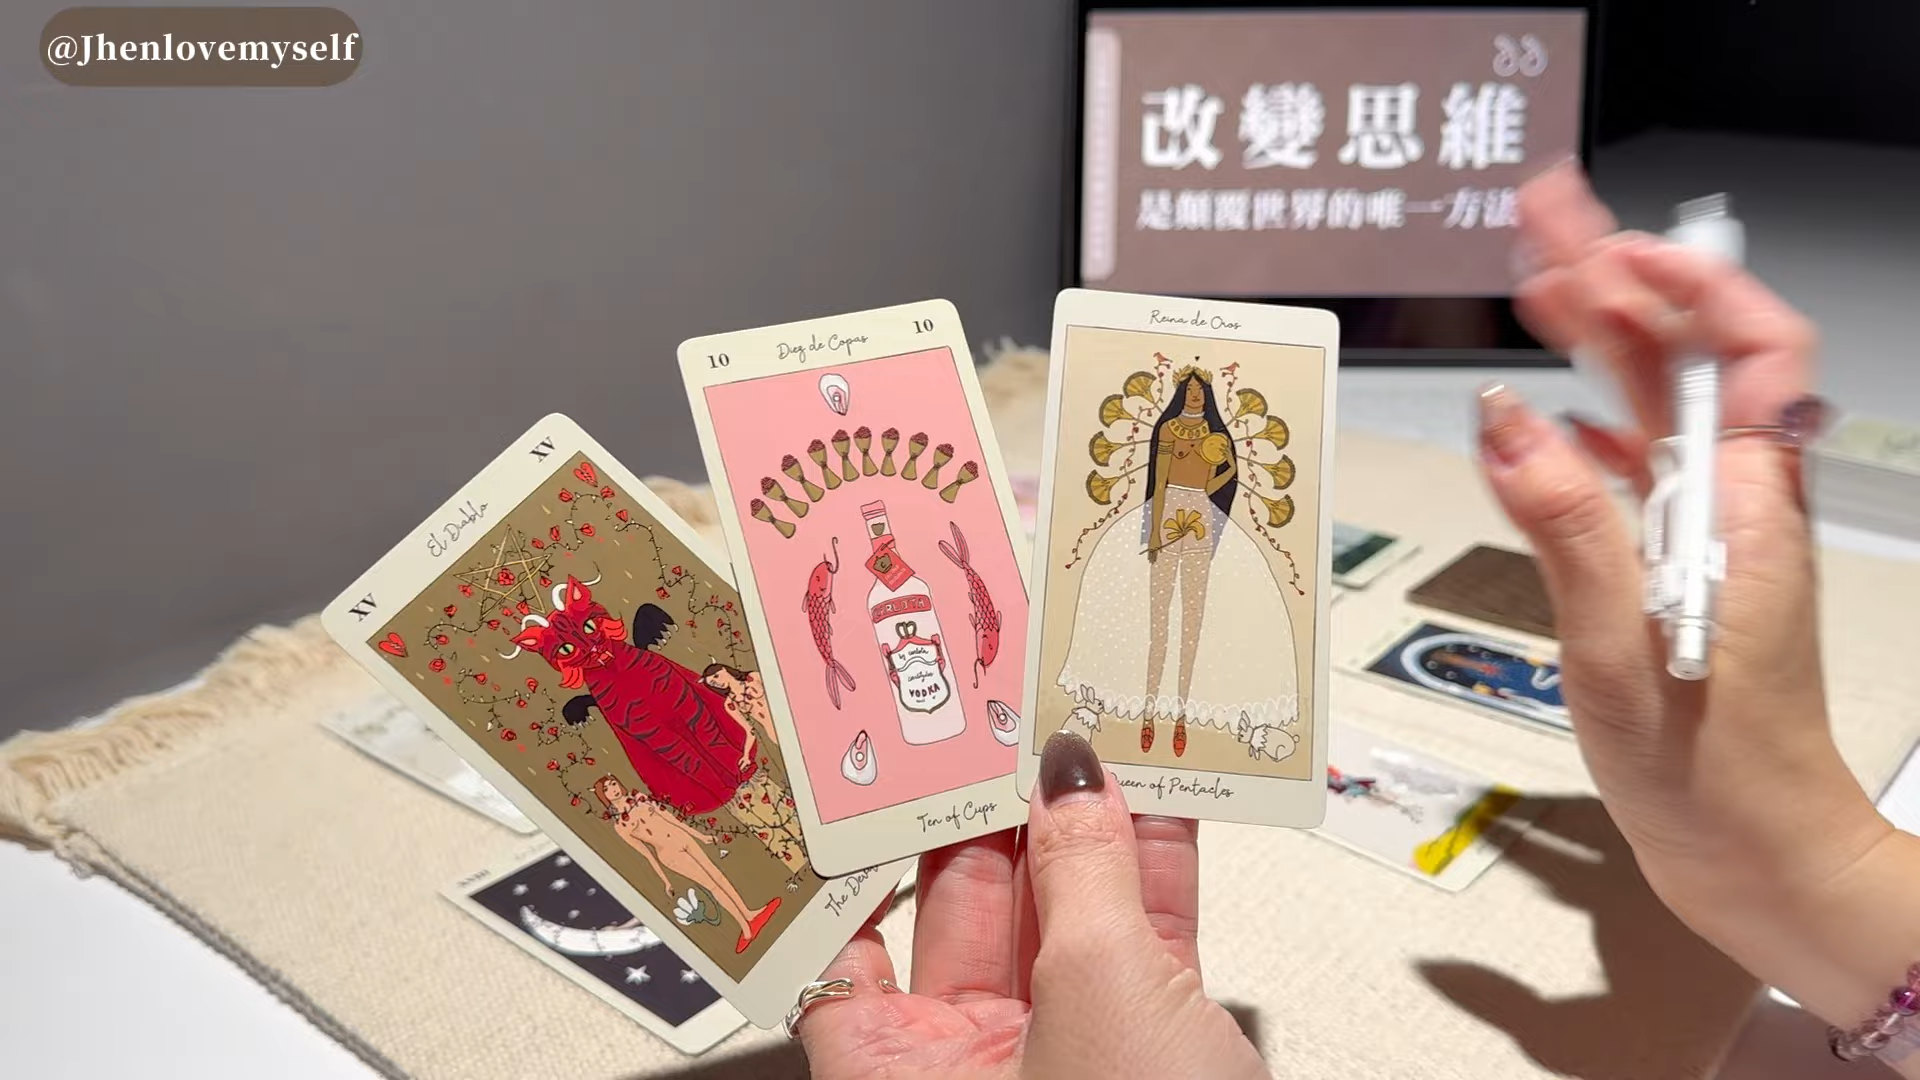 @Jhenlovemyself
改變思維
是顛覆世界的唯一方法
XV
El Diablo
XV
The Dev
10
Diez de Copas
10
VODKA
Ten of Cups
Reina de Oros
Queen of Pentacles